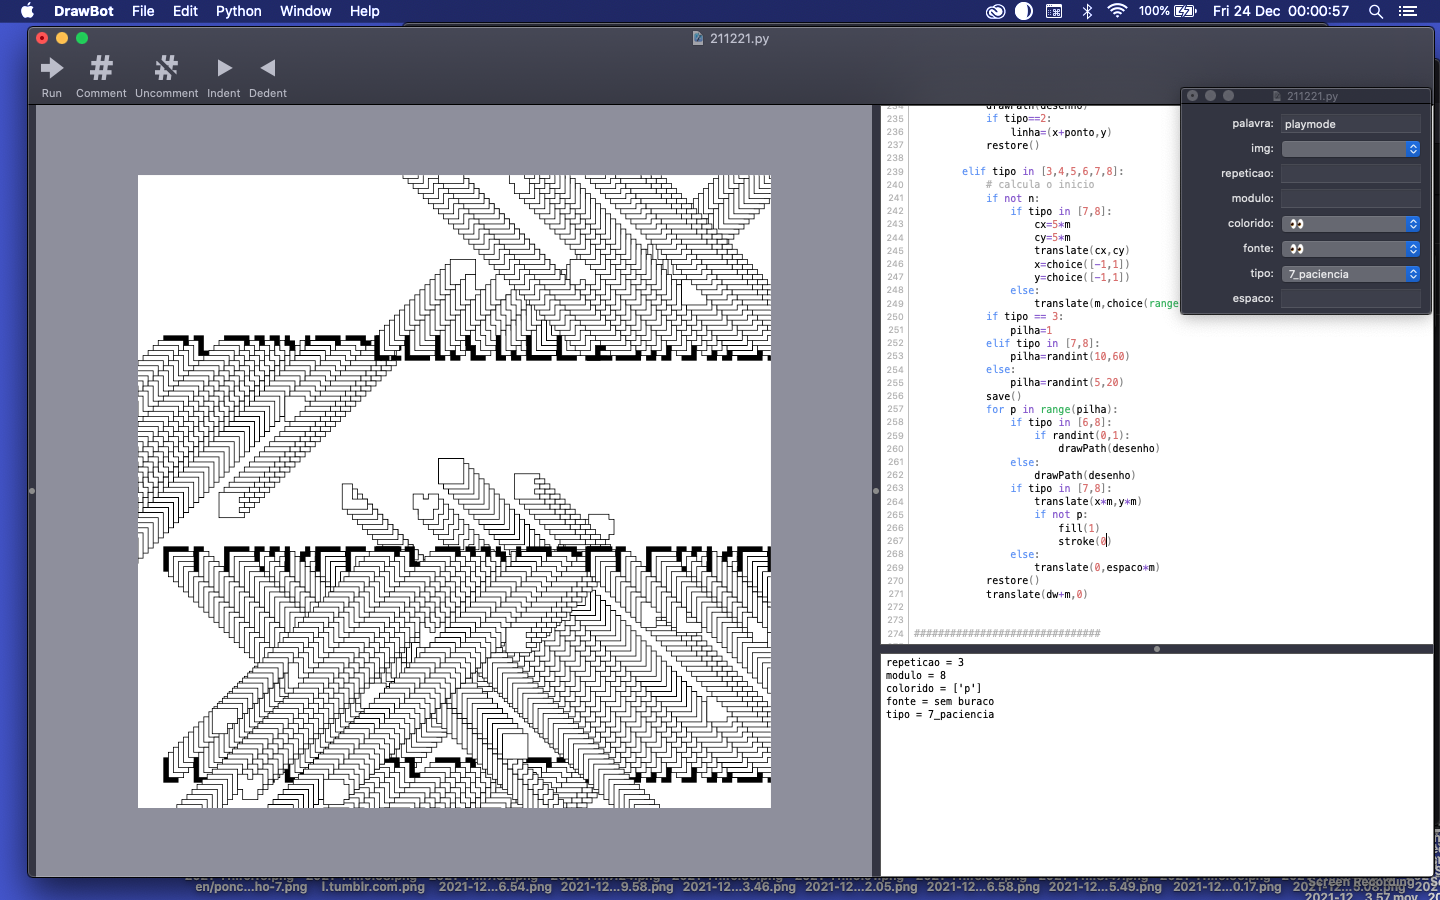 DrawBot File Edit Python Window Help
100% Fri 24 Dec 00:00:57
211221.py
Run Comment Uncomment Indent Dedent
drawPath(desenho)
235 if tipo==2:
236 linha=(x+ponto,y)
237 restore()
238
239 elif tipo in [3,4,5,6,7,8]:
240 # calcula o inicio
241 if not n:
242 if tipo in [7,8]:
243 cx=5*m
244 cy=5*m
245 translate(cx,cy)
246 x=choice([-1,1])
247 y=choice([-1,1])
248 else:
249 translate(m,choice(range
250 if tipo == 3:
251 pilha=1
252 elif tipo in [7,8]:
253 pilha=randint(10,60)
254 else:
255 pilha=randint(5,20)
256 save()
257 for p in range(pilha):
258 if tipo in [6,8]:
259 if randint(0,1):
260 drawPath(desenho)
261 else:
262 drawPath(desenho)
263 if tipo in [7,8]:
264 translate(x*m,y*m)
265 if not p:
266 fill(1)
267 stroke(0)
268 else:
269 translate(0,espaco*m)
270 restore()
271 translate(dw+m,0)
272
273
274 ###############################
211221.py
palavra: playmode
img:
repeticao:
modulo:
colorido: 👀
fonte: 👀
tipo: 7_paciencia
espaco:
repeticao = 3
modulo = 8
colorido = ['p']
fonte = sem buraco
tipo = 7_paciencia
en/ponc...ho-7.png l.tumblr.com.png 2021-12...6.54.png 2021-12...9.58.png 2021-12...3.46.png 2021-12...2.05.png 2021-12...6.58.png 2021-12...5.49.png 2021-12...0.17.png
Screen Recording
2021-12...3.57.mov